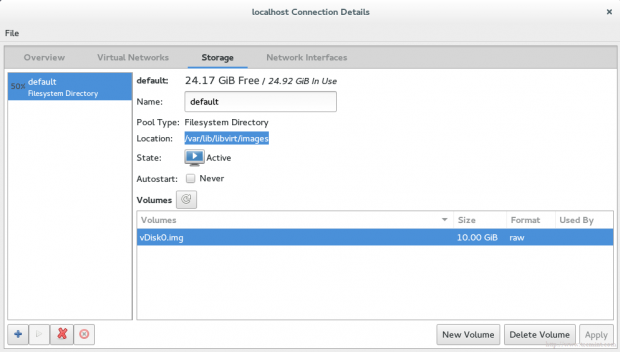 localhost Connection Details
File
Overview Virtual Networks Storage Network Interfaces
50% default
Filesystem Directory
default: 24.17 GiB Free / 24.92 GiB In Use
Name: default
Pool Type: Filesystem Directory
Location: /var/lib/libvirt/images
State: Active
Autostart: Never
Volumes
Volumes Size Format Used By
vDisk0.img 10.00 GiB raw
New Volume Delete Volume Apply